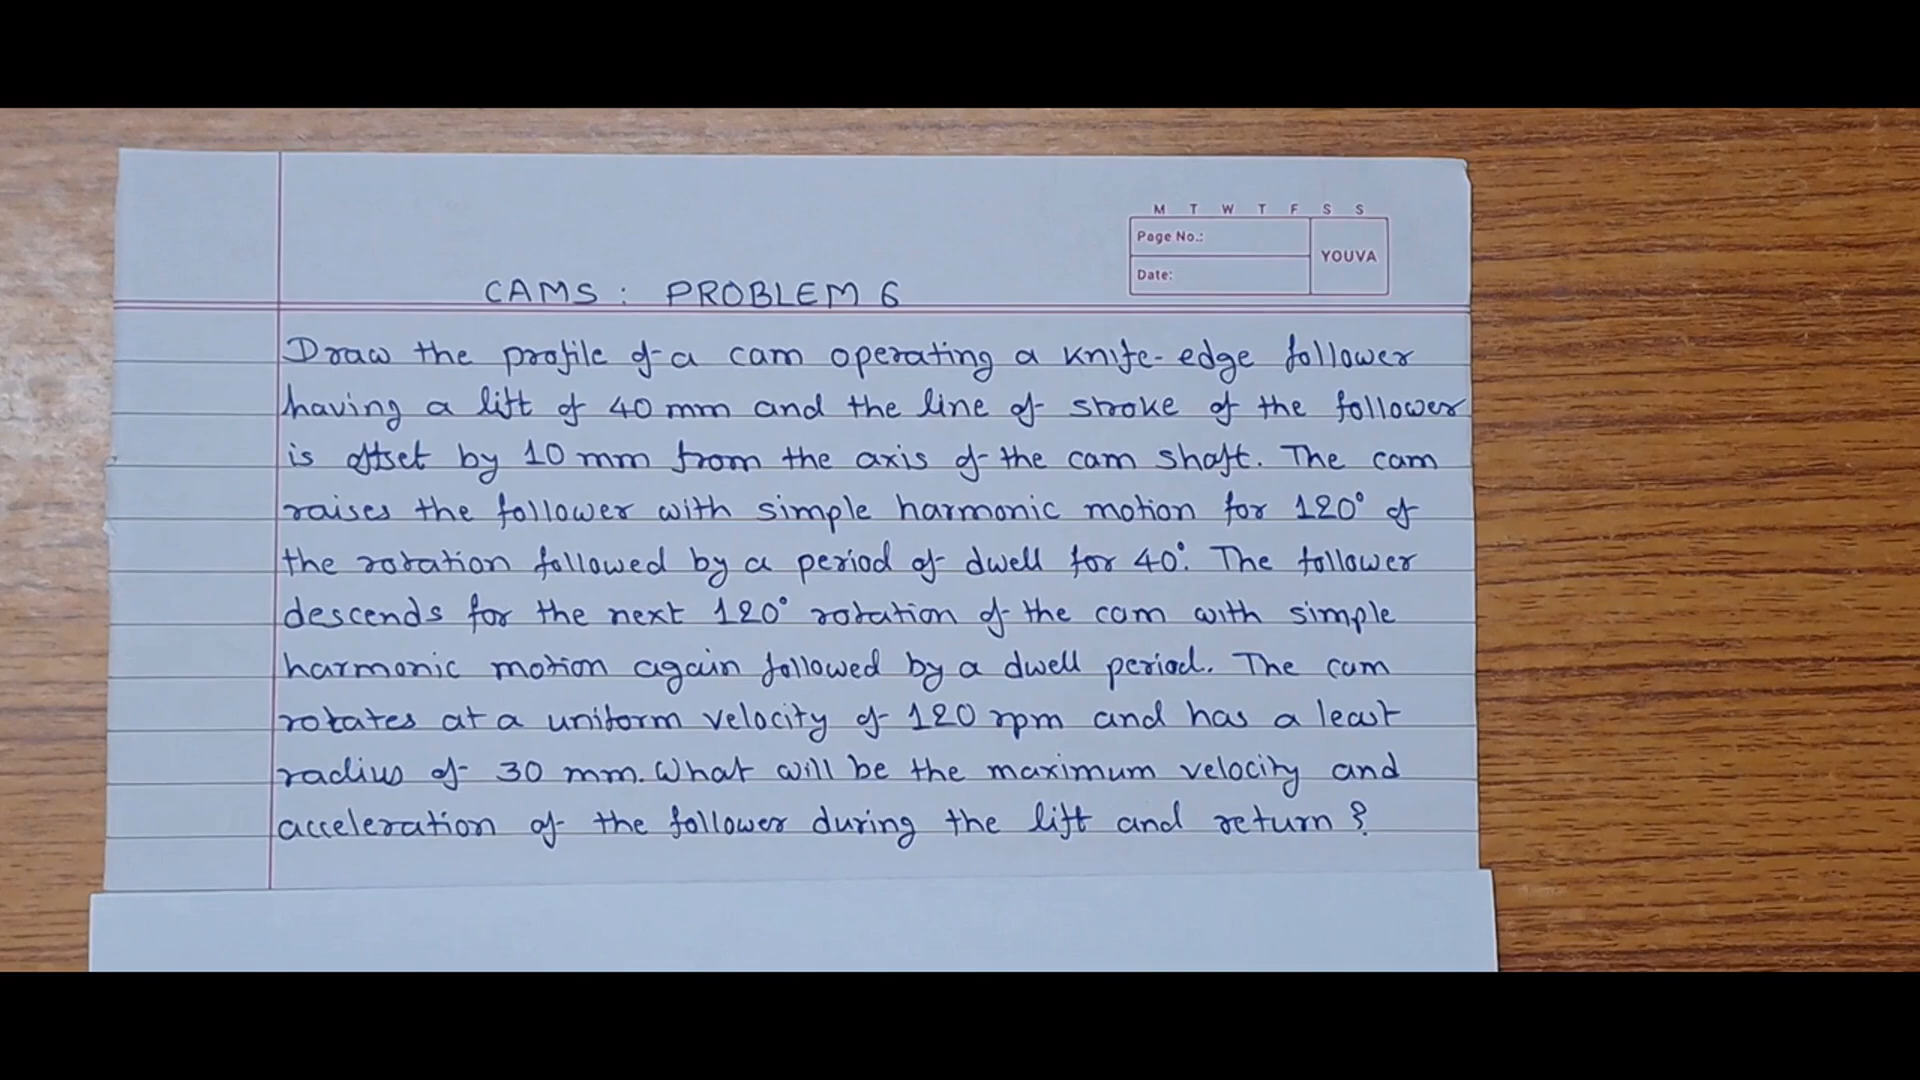 M T W T F S S
Page No.:
YOUVA
Date:
CAMS : PROBLEM 6
Draw the profile of a cam operating a knife-edge follower
having a lift of 40 mm and the line of stroke of the follower
is offset by 10 mm from the axis of the cam shaft. The cam
raises the follower with simple harmonic motion for 120° of
the rotation followed by a period of dwell for 40°. The follower
descends for the next 120° rotation of the cam with simple
harmonic motion again followed by a dwell period. The cam
rotates at a uniform velocity of 120 rpm and has a least
radius of 30 mm. What will be the maximum velocity and
acceleration of the follower during the lift and return ?